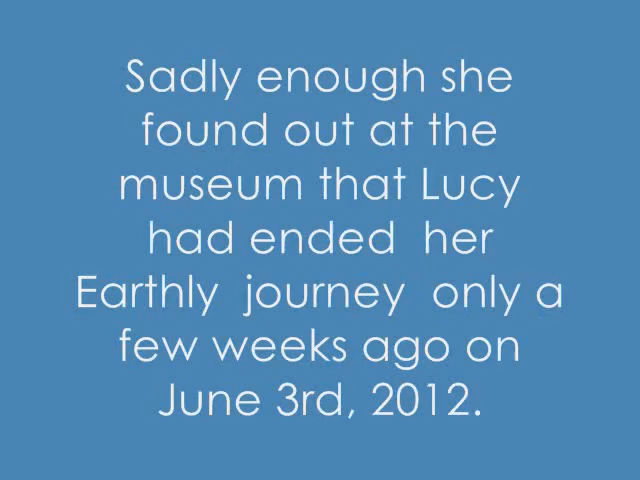 Sadly enough she
found out at the
museum that Lucy
had ended  her
Earthly  journey  only a
few weeks ago on
June 3rd, 2012.